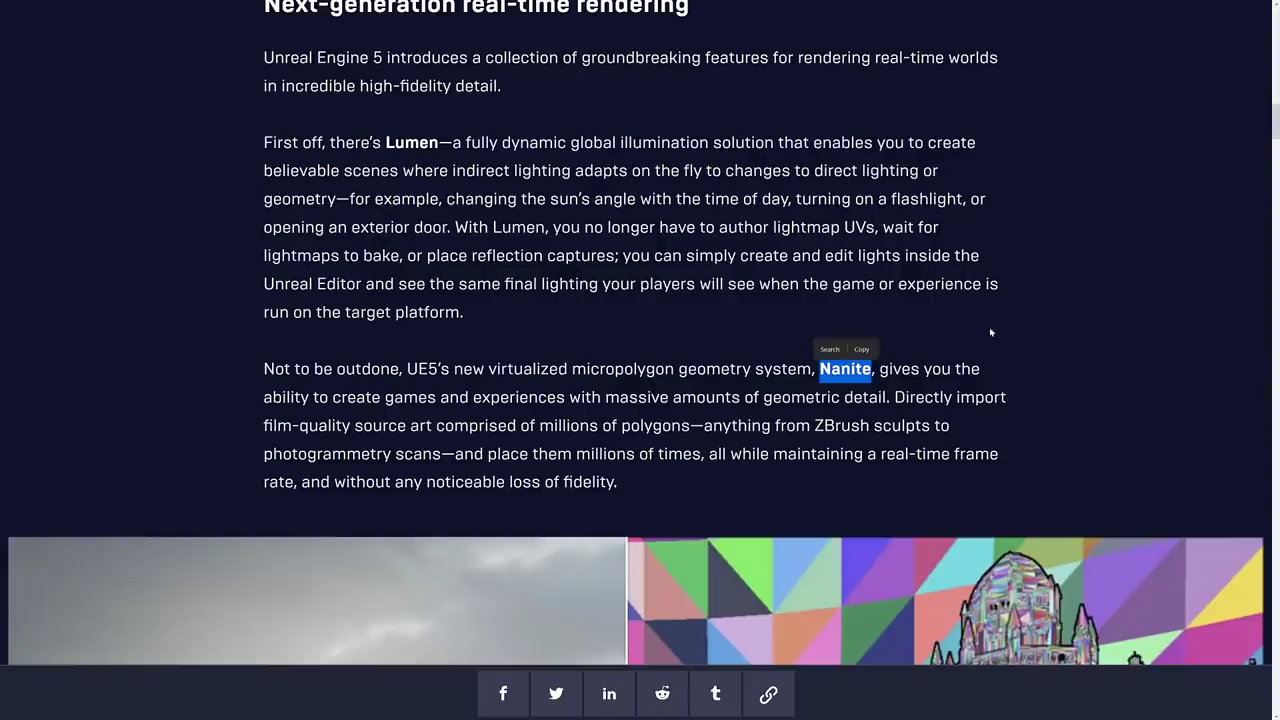 Next-generation real-time rendering
Unreal Engine 5 introduces a collection of groundbreaking features for rendering real-time worlds
in incredible high-fidelity detail.
First off, there's Lumen—a fully dynamic global illumination solution that enables you to create
believable scenes where indirect lighting adapts on the fly to changes to direct lighting or
geometry—for example, changing the sun's angle with the time of day, turning on a flashlight, or
opening an exterior door. With Lumen, you no longer have to author lightmap UVs, wait for
lightmaps to bake, or place reflection captures; you can simply create and edit lights inside the
Unreal Editor and see the same final lighting your players will see when the game or experience is
run on the target platform.
Search Copy
Not to be outdone, UE5's new virtualized micropolygon geometry system, Nanite, gives you the
ability to create games and experiences with massive amounts of geometric detail. Directly import
film-quality source art comprised of millions of polygons—anything from ZBrush sculpts to
photogrammetry scans—and place them millions of times, all while maintaining a real-time frame
rate, and without any noticeable loss of fidelity.